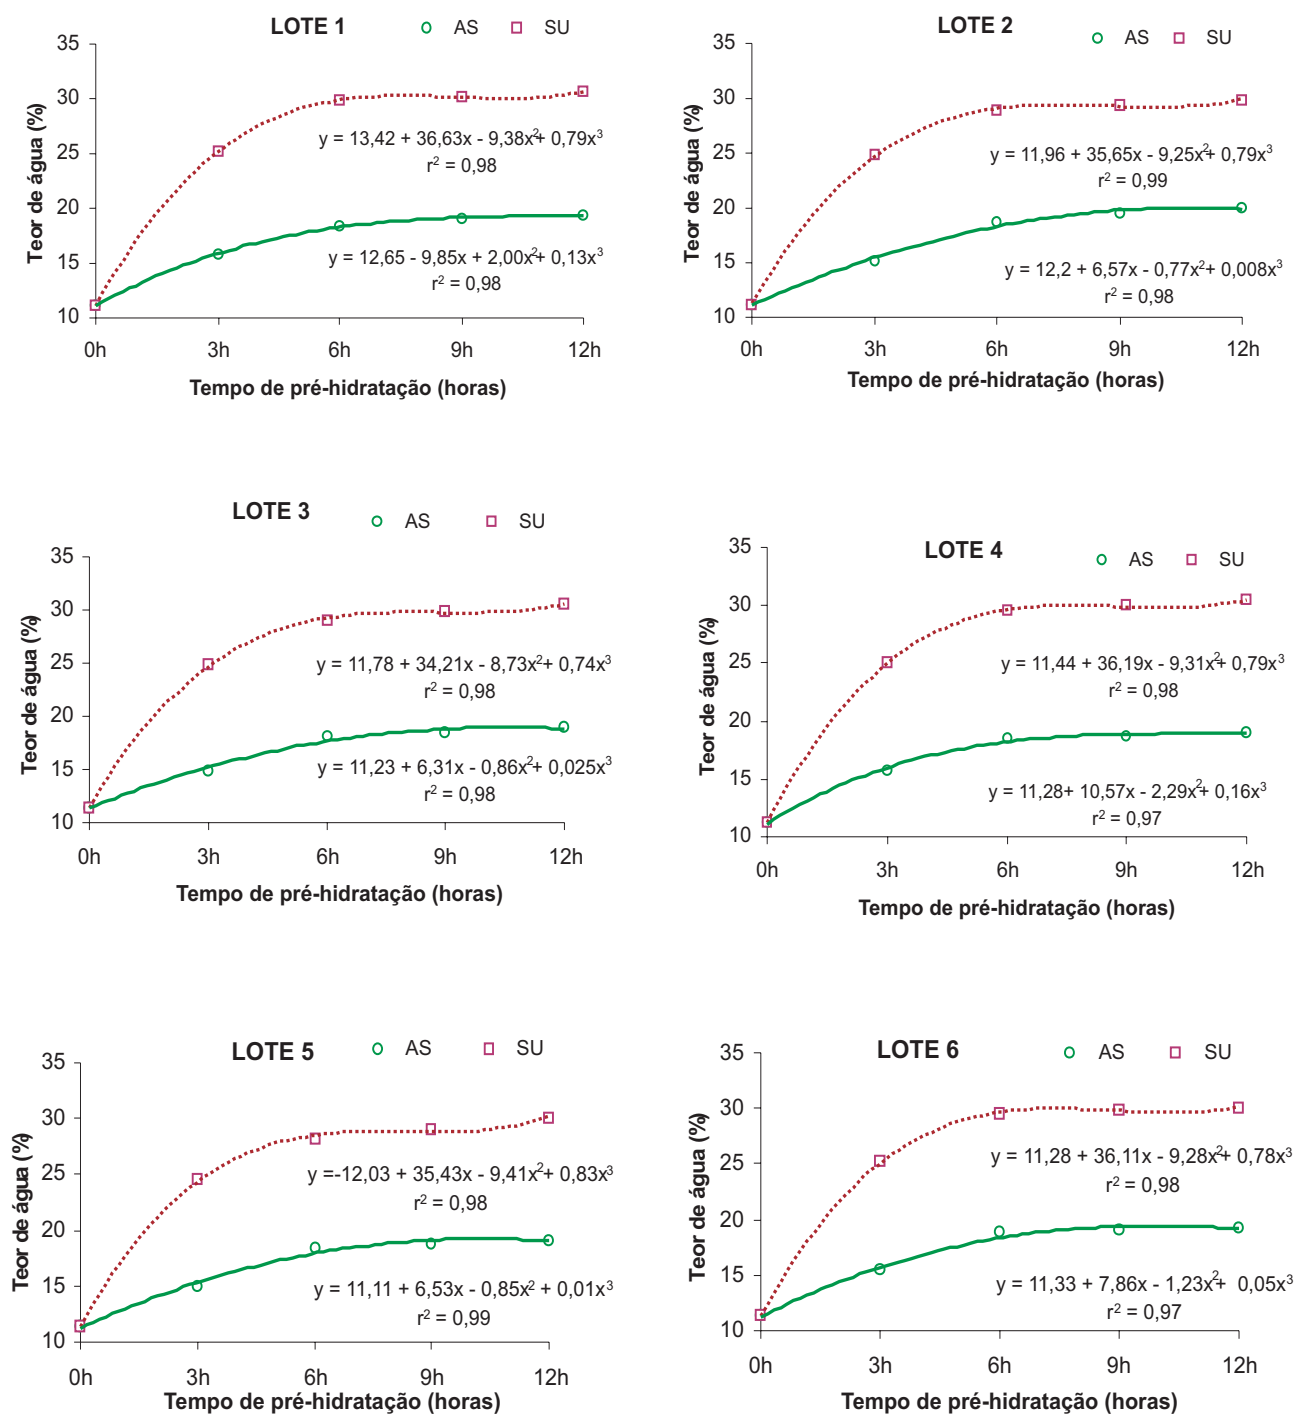 LOTE 1 AS SU
Teor de água (%)
35
30
25
20
15
10
y = 13,42 + 36,63x - 9,38x²+ 0,79x³
r² = 0,98
y = 12,65 - 9,85x + 2,00x²+ 0,13x³
r² = 0,98
0h 3h 6h 9h 12h
Tempo de pré-hidratação (horas)
LOTE 2 AS SU
Teor de água (%)
35
30
25
20
15
10
y = 11,96 + 35,65x - 9,25x²+ 0,79x³
r² = 0,99
y = 12,2 + 6,57x - 0,77x²+ 0,008x³
r² = 0,98
0h 3h 6h 9h 12h
Tempo de pré-hidratação (horas)
LOTE 3 AS SU
Teor de água (%)
35
30
25
20
15
10
y = 11,78 + 34,21x - 8,73x²+ 0,74x³
r² = 0,98
y = 11,23 + 6,31x - 0,86x²+ 0,025x³
r² = 0,98
0h 3h 6h 9h 12h
Tempo de pré-hidratação (horas)
LOTE 4 AS SU
Teor de água (%)
35
30
25
20
15
10
y = 11,44 + 36,19x - 9,31x²+ 0,79x³
r² = 0,98
y = 11,28+ 10,57x - 2,29x²+ 0,16x³
r² = 0,97
0h 3h 6h 9h 12h
Tempo de pré-hidratação (horas)
LOTE 5 AS SU
Teor de água (%)
35
30
25
20
15
10
y =-12,03 + 35,43x - 9,41x²+ 0,83x³
r² = 0,98
y = 11,11 + 6,53x - 0,85x² + 0,01x³
r² = 0,99
0h 3h 6h 9h 12h
Tempo de pré-hidratação (horas)
LOTE 6 AS SU
Teor de água (%)
35
30
25
20
15
10
y = 11,28 + 36,11x - 9,28x²+ 0,78x³
r² = 0,98
y = 11,33 + 7,86x - 1,23x²+ 0,05x³
r² = 0,97
0h 3h 6h 9h 12h
Tempo de pré-hidratação (horas)